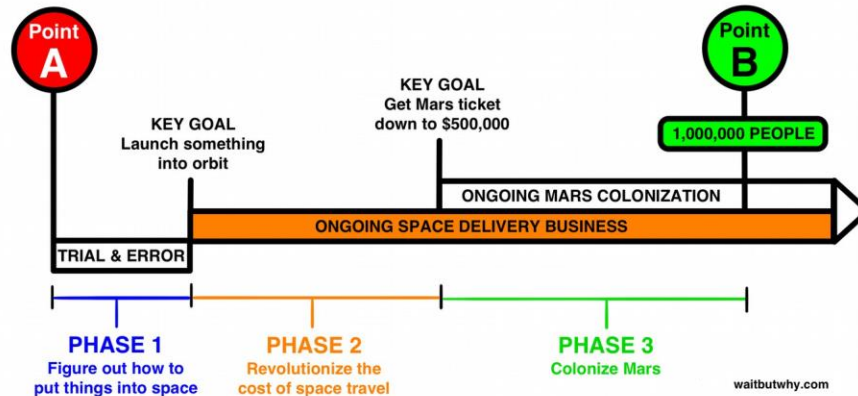 Point
A
Point
B
KEY GOAL
Launch something
into orbit
KEY GOAL
Get Mars ticket
down to $500,000
1,000,000 PEOPLE
ONGOING MARS COLONIZATION
ONGOING SPACE DELIVERY BUSINESS
TRIAL & ERROR
PHASE 1
Figure out how to
put things into space
PHASE 2
Revolutionize the
cost of space travel
PHASE 3
Colonize Mars
waitbutwhy.com